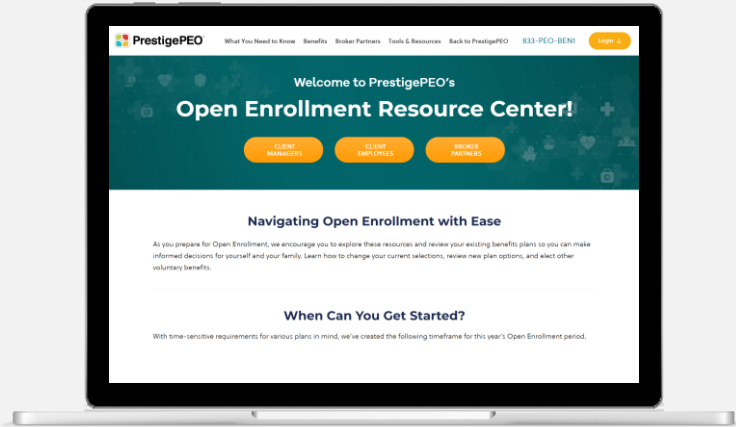 PrestigePEO What You Need to Know Benefits Broker Partners Tools & Resources Back to PrestigePEO 833-PEO-BEN1 Login
Welcome to PrestigePEO's
Open Enrollment Resource Center!
CLIENT MANAGERS
CLIENT EMPLOYEES
BROKER PARTNERS
Navigating Open Enrollment with Ease
As you prepare for Open Enrollment, we encourage you to explore these resources and review your existing benefits plans so you can make
informed decisions for yourself and your family. Learn how to change your current selections, review new plan options, and elect other
voluntary benefits.
When Can You Get Started?
With time-sensitive requirements for various plans in mind, we've created the following timeframe for this year's Open Enrollment period.